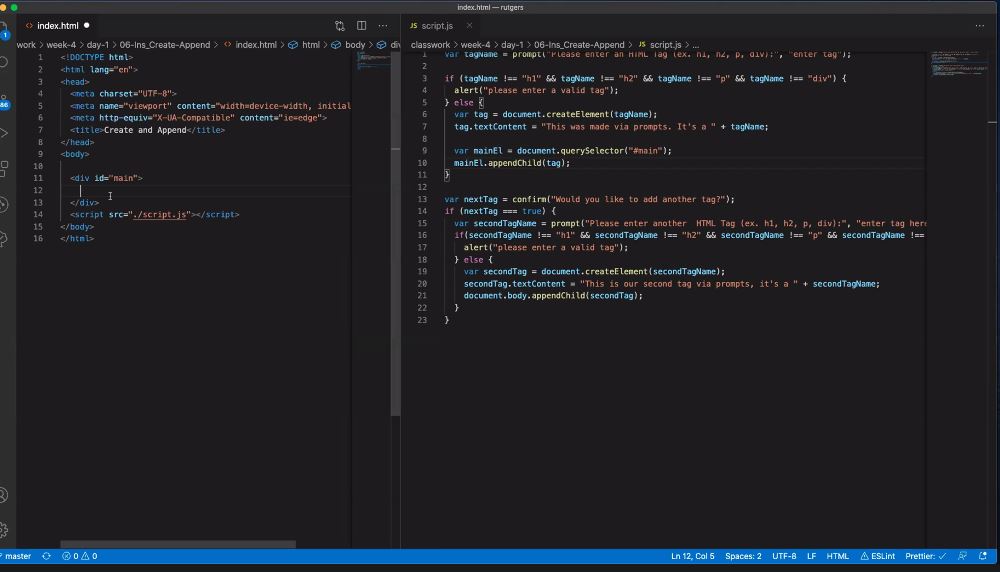 index.html — rutgers
index.html
script.js
work > week-4 > day-1 > 06-Ins_Create-Append > index.html > html > body > div
classwork > week-4 > day-1 > 06-Ins_Create-Append > script.js > ...
1
86
1 <!DOCTYPE html>
2 <html lang="en">
3 <head>
4 <meta charset="UTF-8">
5 <meta name="viewport" content="width=device-width, initial
6 <meta http-equiv="X-UA-Compatible" content="ie=edge">
7 <title>Create and Append</title>
8 </head>
9 <body>
10
11 <div id="main">
12
13 </div>
14 <script src="./script.js"></script>
15 </body>
16 </html>
1 var tagName = prompt("Please enter an HTML Tag (ex. h1, h2, p, div):", "enter tag");
2
3 if (tagName !== "h1" && tagName !== "h2" && tagName !== "p" && tagName !== "div") {
4 alert("please enter a valid tag");
5 } else {
6 var tag = document.createElement(tagName);
7 tag.textContent = "This was made via prompts. It's a " + tagName;
8
9 var mainEl = document.querySelector("#main");
10 mainEl.appendChild(tag);
11 }
12
13 var nextTag = confirm("Would you like to add another tag?");
14 if (nextTag === true) {
15 var secondTagName = prompt("Please enter another  HTML Tag (ex. h1, h2, p, div):", "enter tag here
16 if(secondTagName !== "h1" && secondTagName !== "h2" && secondTagName !== "p" && secondTagName !==
17 alert("please enter a valid tag");
18 } else {
19 var secondTag = document.createElement(secondTagName);
20 secondTag.textContent = "This is our second tag via prompts, it's a " + secondTagName;
21 document.body.appendChild(secondTag);
22 }
23 }
master 0 0 Ln 12, Col 5 Spaces: 2 UTF-8 LF HTML ESLint Prettier: ✓